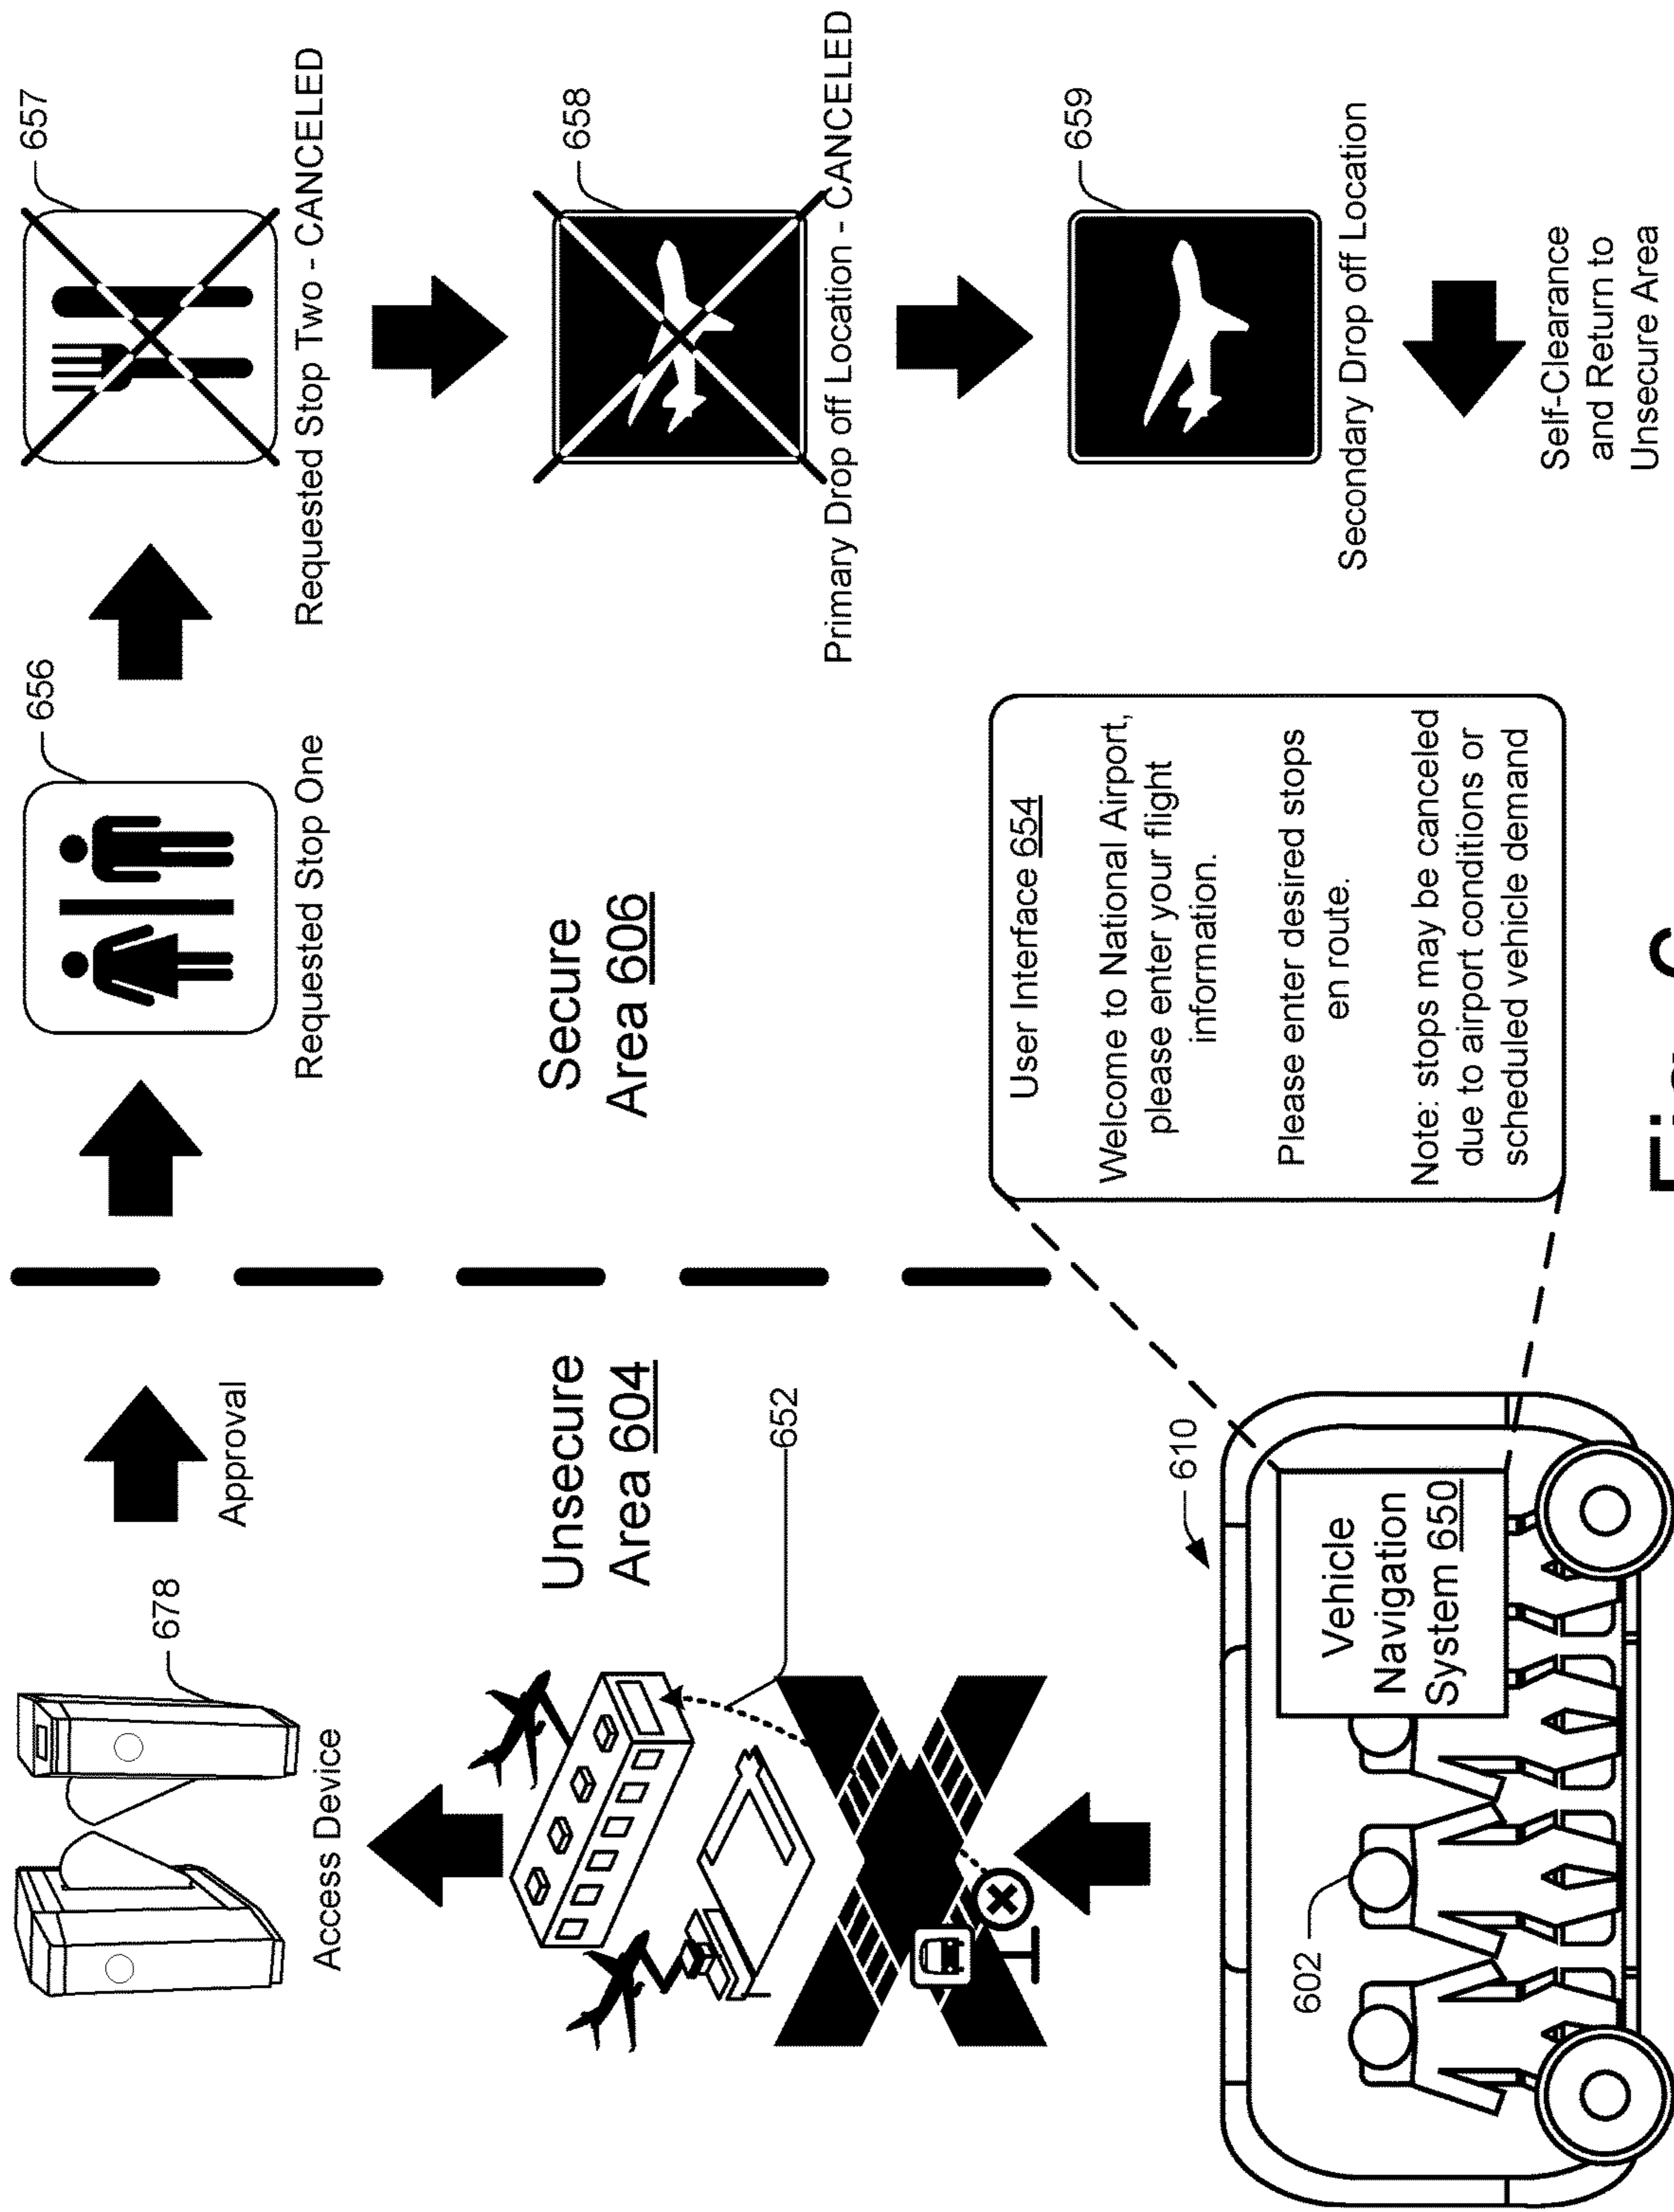 678
Access Device
Approval
656
Requested Stop One
657
Requested Stop Two - CANCELED
Unsecure
Area 604
652
Secure
Area 606
658
Primary Drop off Location - CANCELED
610
602
Vehicle
Navigation
System 650
User Interface 654
Welcome to National Airport,
please enter your flight
information.
Please enter desired stops
en route.
Note: stops may be canceled
due to airport conditions or
scheduled vehicle demand
659
Secondary Drop off Location
Self-Clearance
and Return to
Unsecure Area